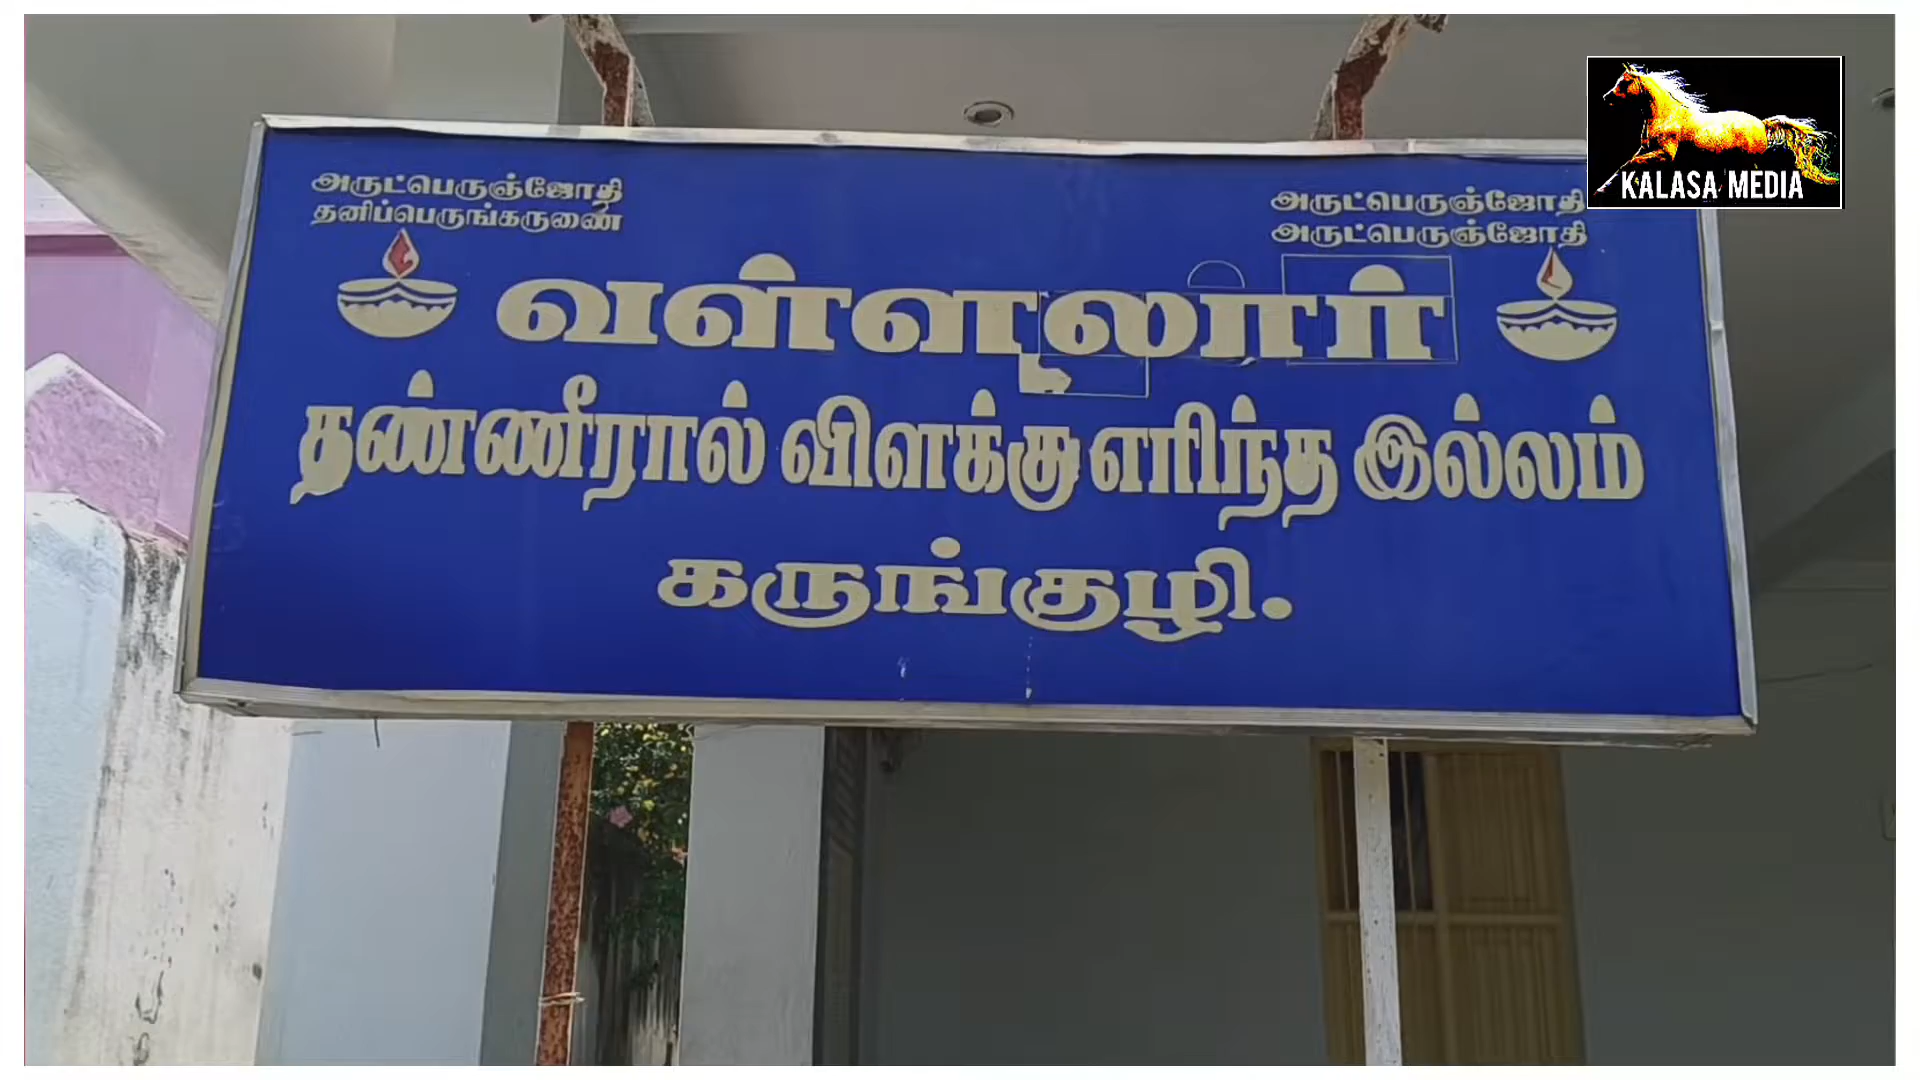 அருட்பெருஞ்ஜோதி
தனிப்பெருங்கருணை
அருட்பெருஞ்ஜோதி
அருட்பெருஞ்ஜோதி
வள்ளலார்
தண்ணீரால் விளக்கு எரிந்த இல்லம்
கருங்குழி.
KALASA MEDIA